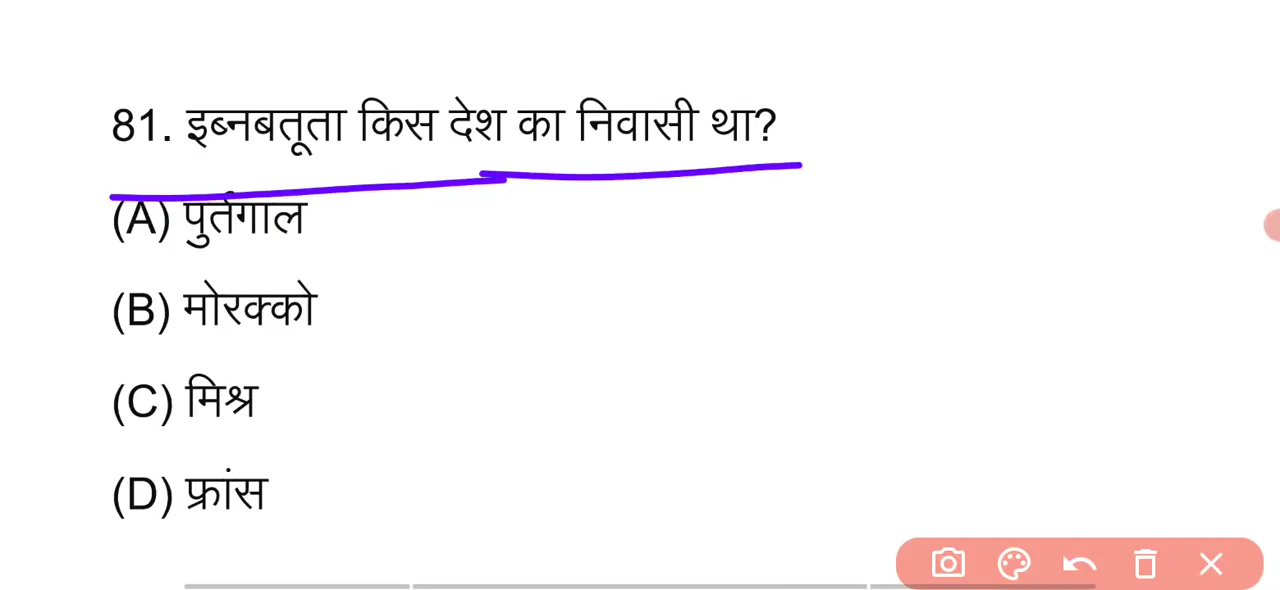 81. इब्नबतूता किस देश का निवासी था?
(A) पुर्तगाल
(B) मोरक्को
(C) मिश्र
(D) फ्रांस